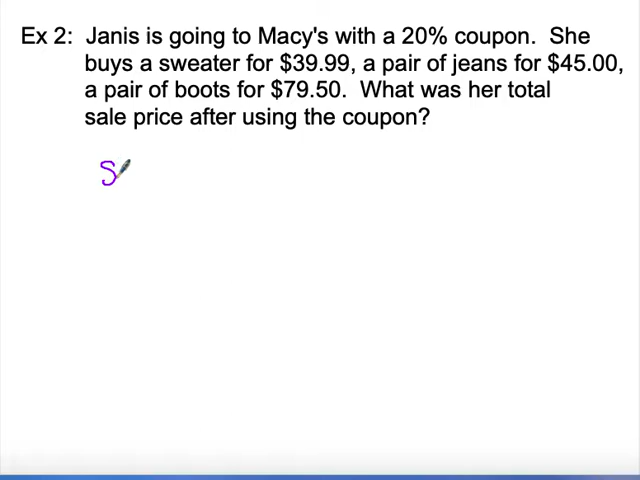 Ex 2: Janis is going to Macy's with a 20% coupon. She
buys a sweater for $39.99, a pair of jeans for $45.00,
a pair of boots for $79.50. What was her total
sale price after using the coupon?
S